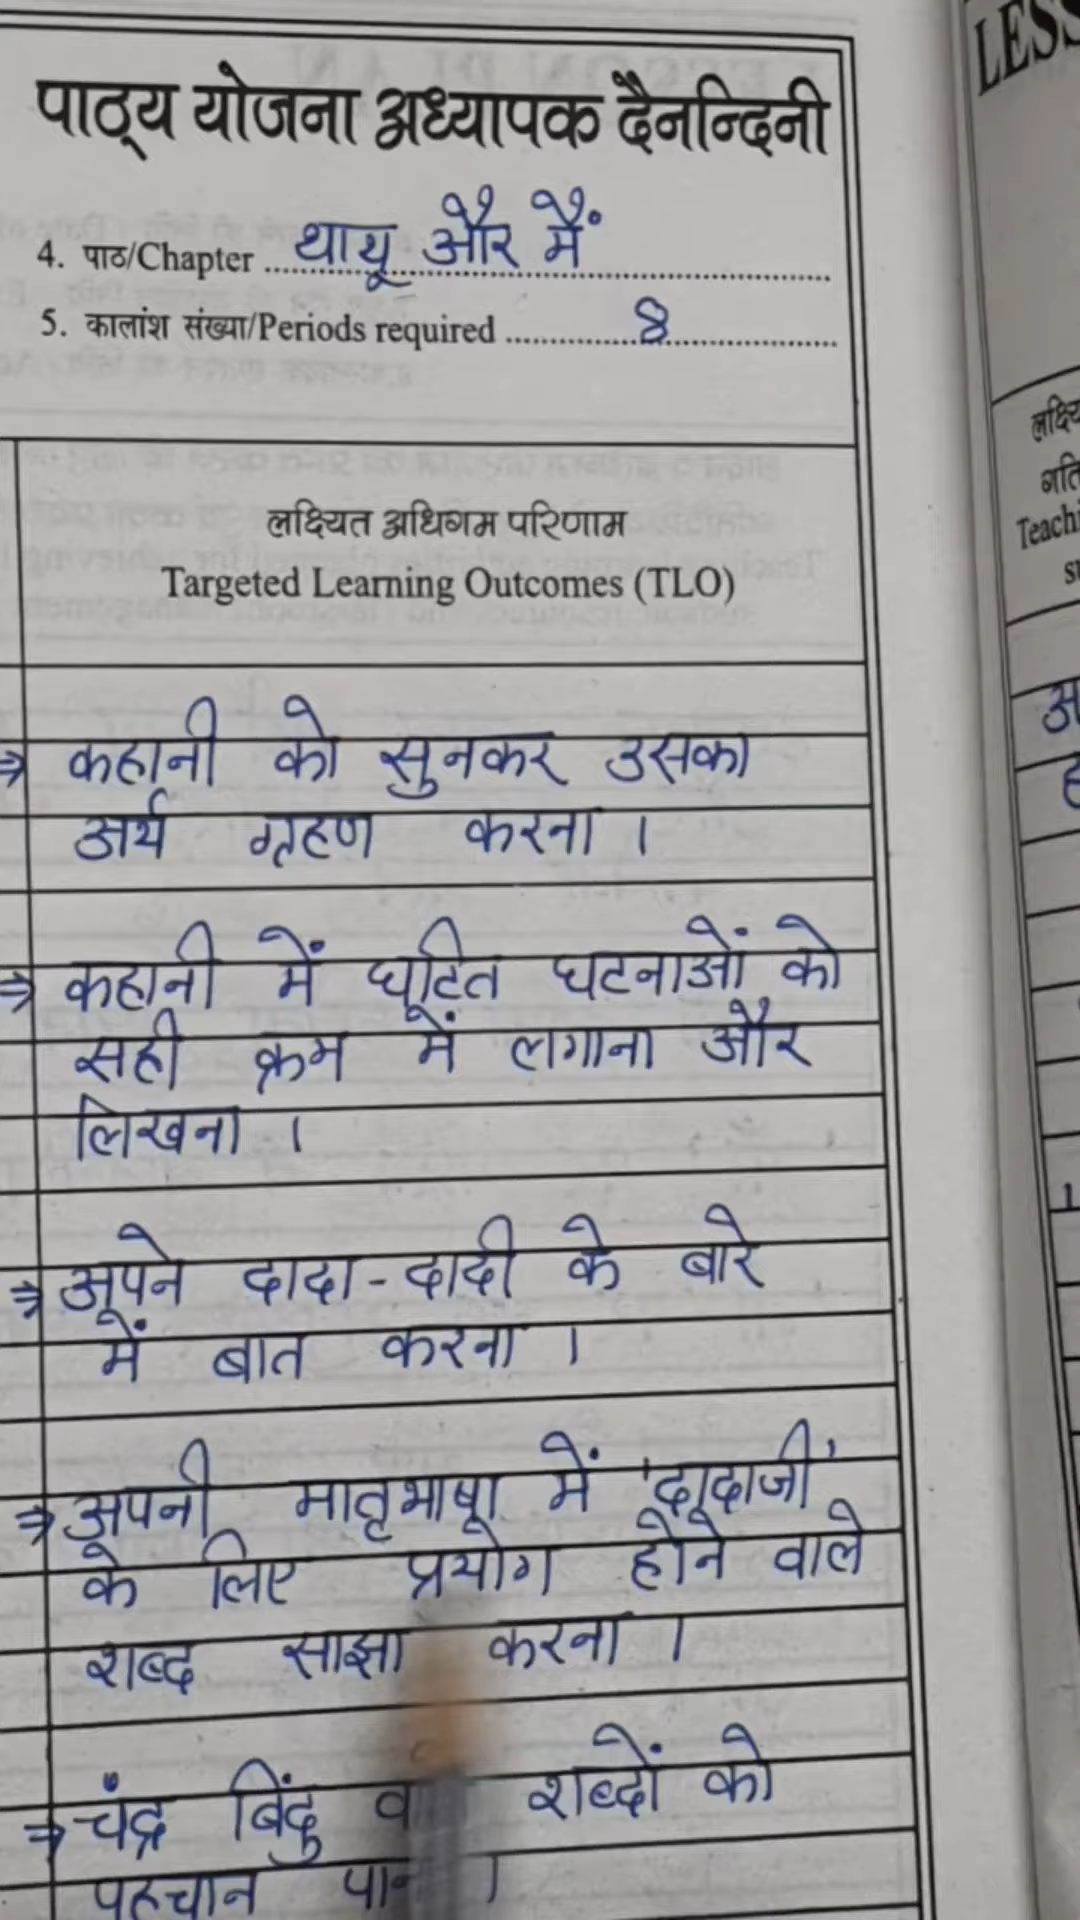 पाठ्य योजना अध्यापक दैनन्दिनी
4. पाठ/Chapter थाथू और मैं
5. कालांश संख्या/Periods required 8
लक्ष्यित अधिगम परिणाम
Targeted Learning Outcomes (TLO)
⇒ कहानी को सुनकर उसका
अर्थ ग्रहण करना ।
⇒ कहानी में घटित घटनाओं को
सही क्रम में लगाना और
लिखना ।
⇒ अपने दादा-दादी के बारे
में बात करना ।
⇒ अपनी मातृभाषा में 'दादाजी'
के लिए प्रयोग होने वाले
शब्द साझा करना ।
⇒ चंद्र बिंदु शब्दों को
पहचान ।
LESS
Teachi